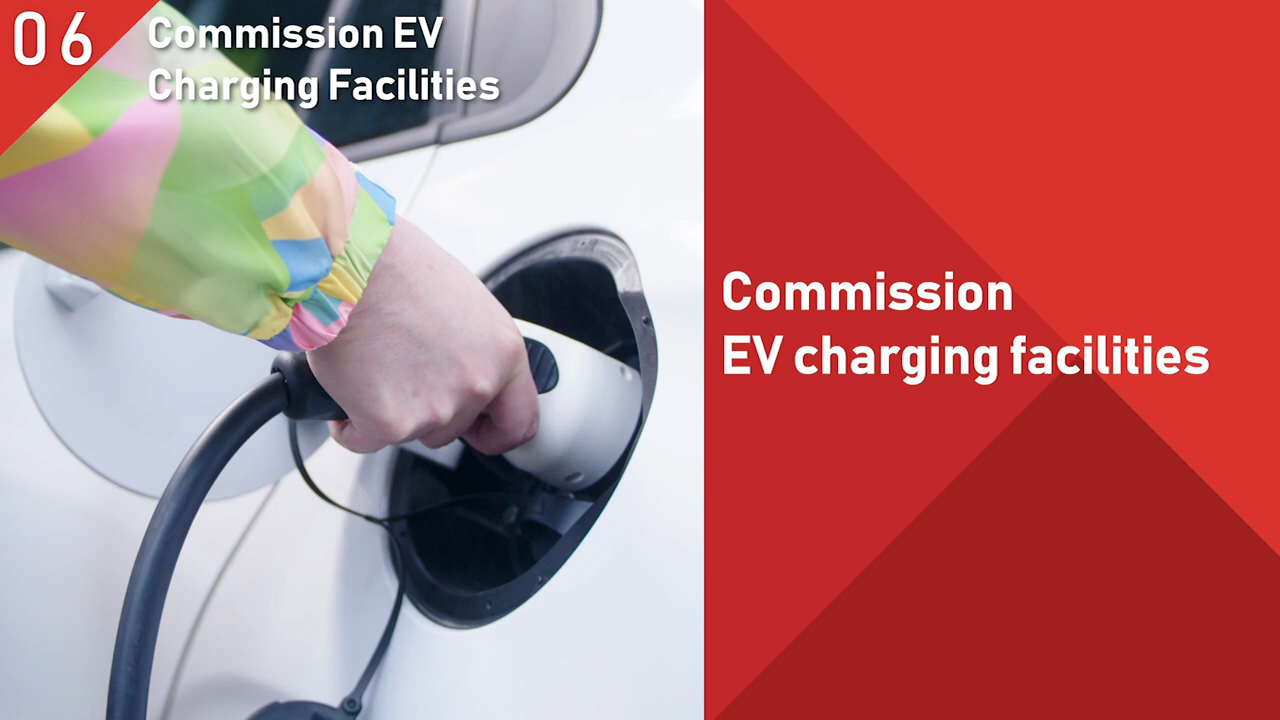 06
Commission EV
Charging Facilities
Commission
EV charging facilities